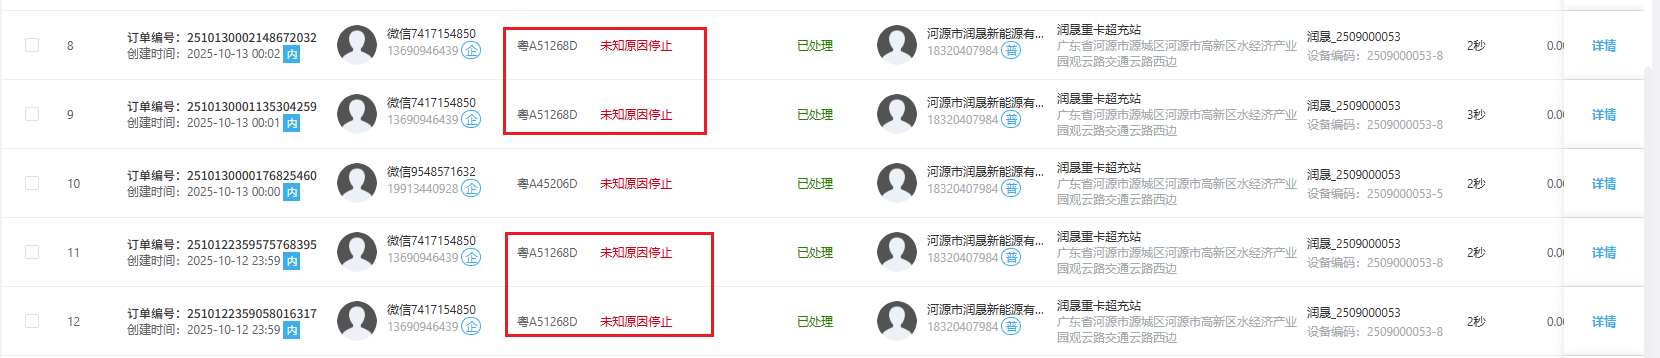 8
订单编号：2510130002148672032
创建时间：2025-10-13 00:02 内
微信7417154850
13690946439 企
粤A51268D
未知原因停止
已处理
河源市润晟新能源有...
18320407984 普
润晟重卡超充站
广东省河源市源城区河源市高新区水经济产业
园观云路交通云路西边
润晟_2509000053
设备编码：2509000053-8
2秒
详情
9
订单编号：2510130001135304259
创建时间：2025-10-13 00:01 内
微信7417154850
13690946439 企
粤A51268D
未知原因停止
已处理
河源市润晟新能源有...
18320407984 普
润晟重卡超充站
广东省河源市源城区河源市高新区水经济产业
园观云路交通云路西边
润晟_2509000053
设备编码：2509000053-8
3秒
详情
10
订单编号：2510130000176825460
创建时间：2025-10-13 00:00 内
微信9548571632
19913440928 企
粤A45206D
未知原因停止
已处理
河源市润晟新能源有...
18320407984 普
润晟重卡超充站
广东省河源市源城区河源市高新区水经济产业
园观云路交通云路西边
润晟_2509000053
设备编码：2509000053-5
2秒
详情
11
订单编号：2510122359575768395
创建时间：2025-10-12 23:59 内
微信7417154850
13690946439 企
粤A51268D
未知原因停止
已处理
河源市润晟新能源有...
18320407984 普
润晟重卡超充站
广东省河源市源城区河源市高新区水经济产业
园观云路交通云路西边
润晟_2509000053
设备编码：2509000053-8
2秒
详情
12
订单编号：2510122359058016317
创建时间：2025-10-12 23:59 内
微信7417154850
13690946439 企
粤A51268D
未知原因停止
已处理
河源市润晟新能源有...
18320407984 普
润晟重卡超充站
广东省河源市源城区河源市高新区水经济产业
园观云路交通云路西边
润晟_2509000053
设备编码：2509000053-8
2秒
详情